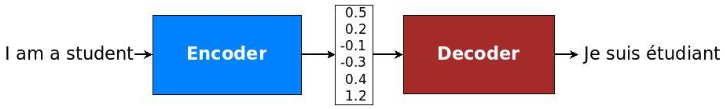 I am a student
Encoder
0.5
0.2
-0.1
-0.3
0.4
1.2
Decoder
Je suis étudiant